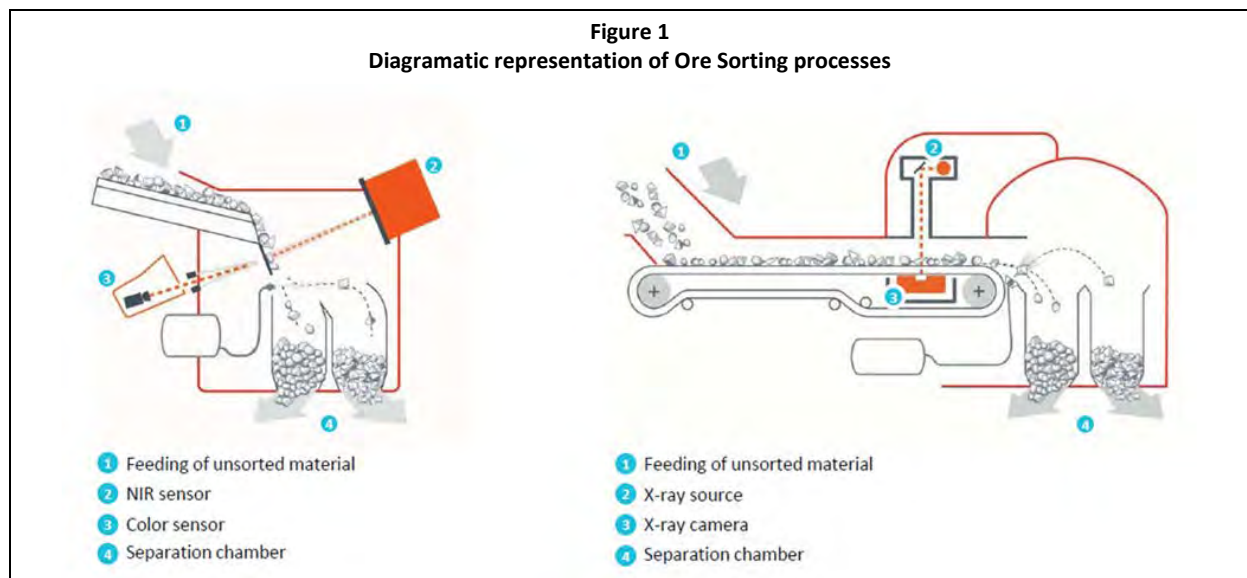 Figure 1
Diagramatic representation of Ore Sorting processes
1
2
3
4
1 Feeding of unsorted material
2 NIR sensor
3 Color sensor
4 Separation chamber
1
2
3
4
1 Feeding of unsorted material
2 X-ray source
3 X-ray camera
4 Separation chamber